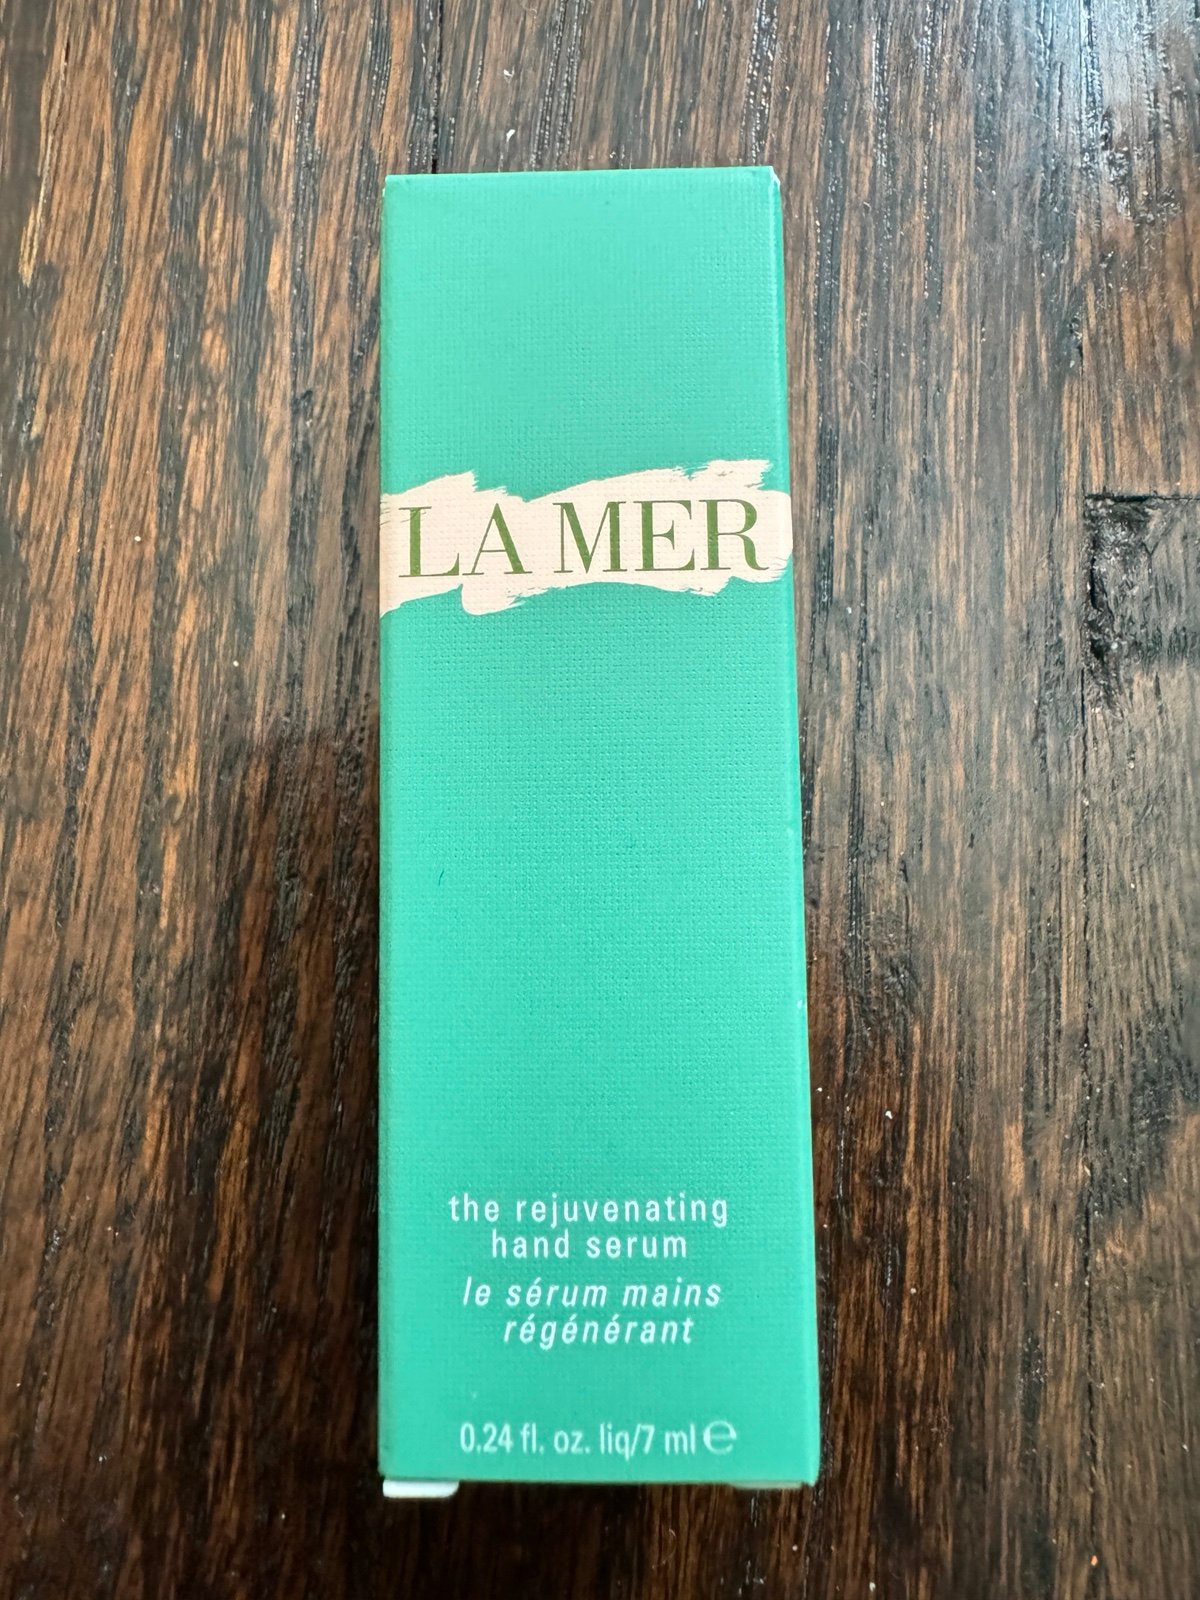 LA MER
the rejuvenating
hand serum
le sérum mains
régénérant
0.24 fl. oz. liq/7 ml ℮